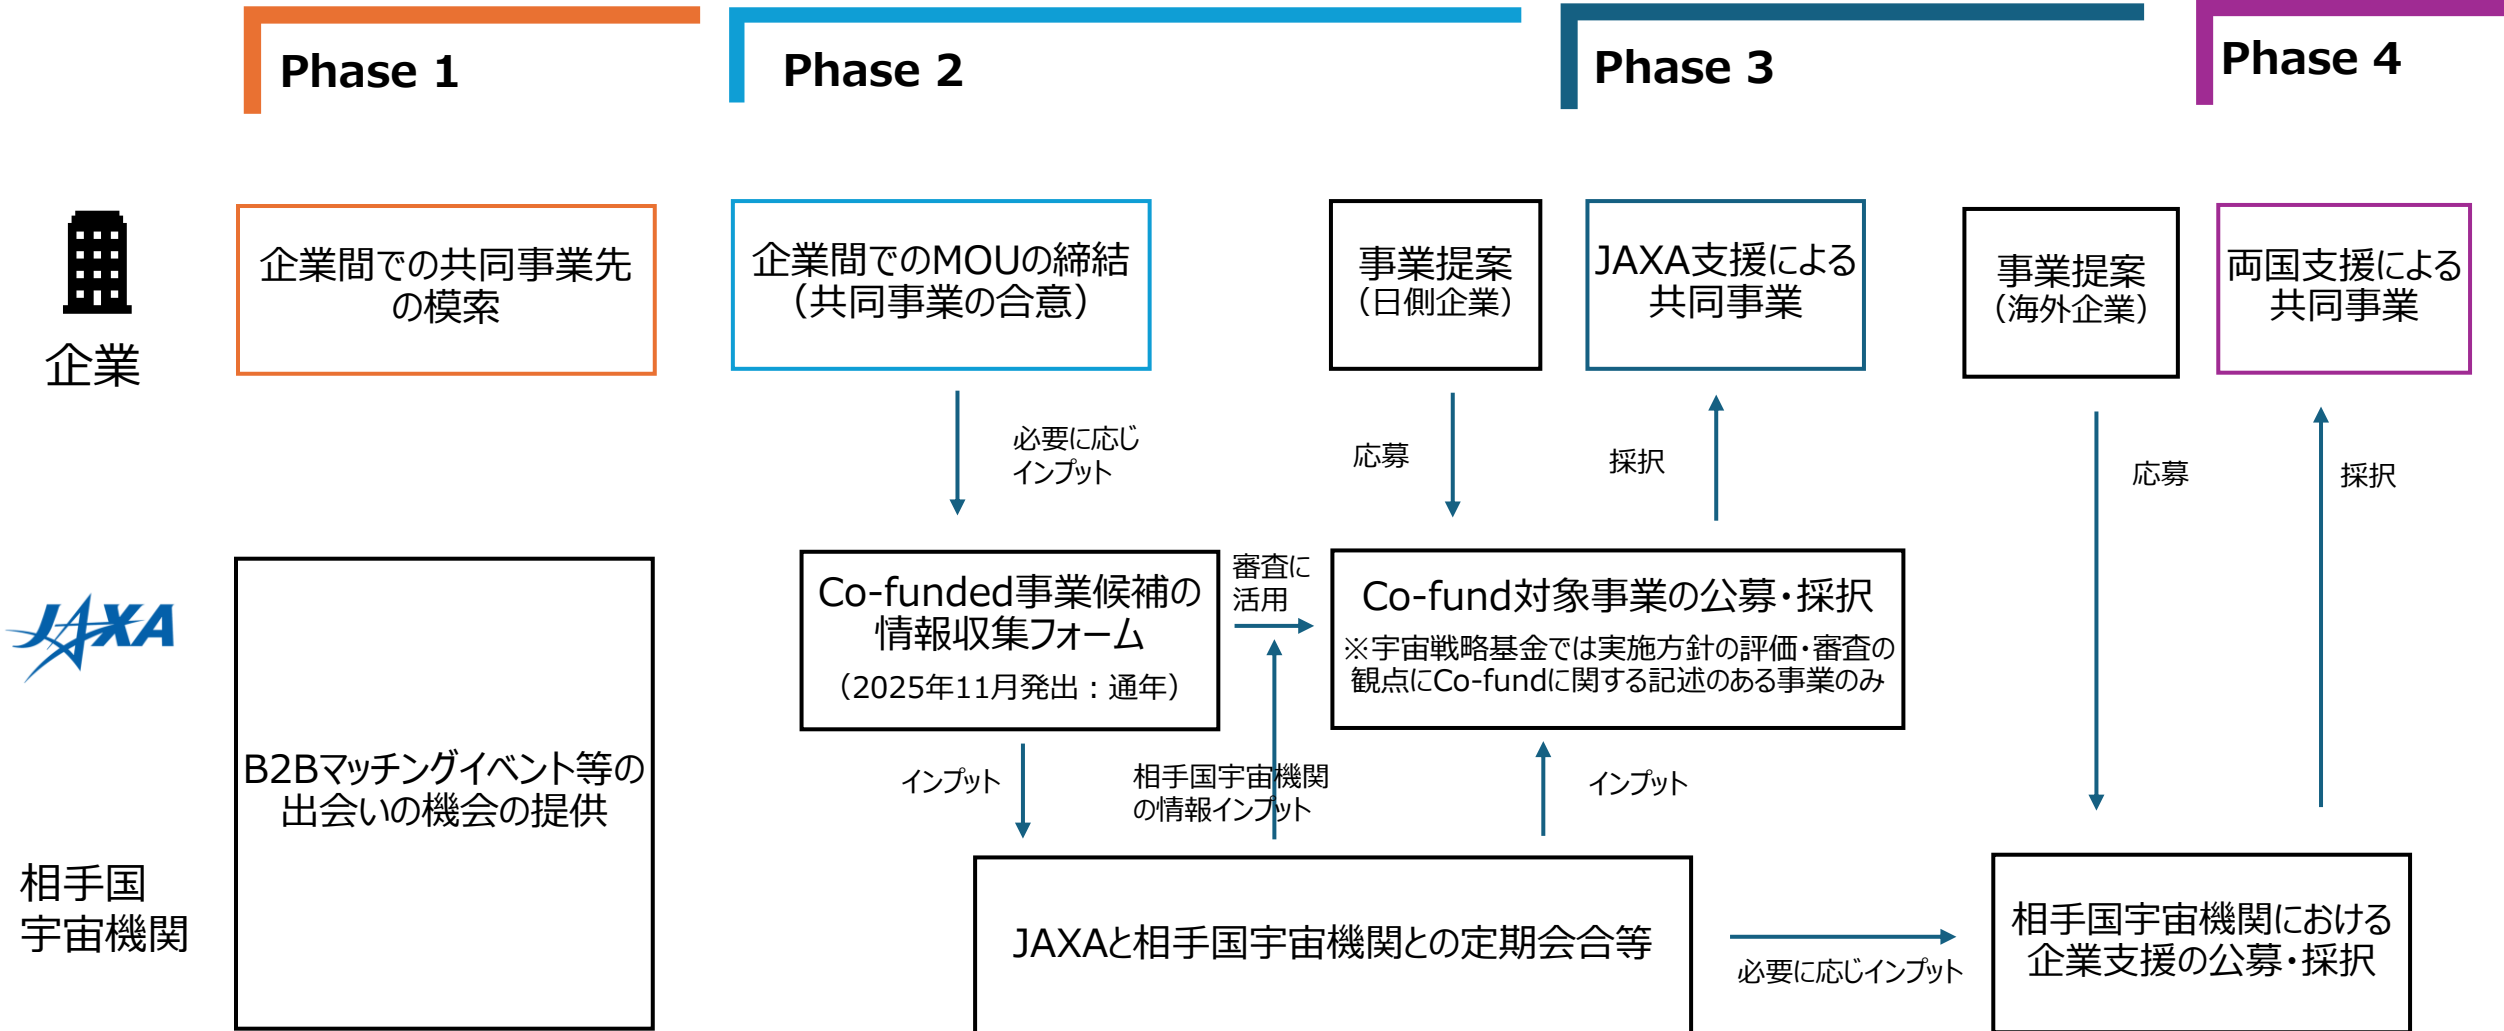 Phase 1
Phase 2
Phase 3
Phase 4
企業
企業間での共同事業先
の模索
企業間でのMOUの締結
（共同事業の合意）
事業提案
（日側企業）
JAXA支援による
共同事業
事業提案
（海外企業）
両国支援による
共同事業
必要に応じ
インプット
応募
採択
応募
採択
JAXA
B2Bマッチングイベント等の
出会いの機会の提供
Co-funded事業候補の
情報収集フォーム
（2025年11月発出：通年）
審査に
活用
Co-fund対象事業の公募・採択
※宇宙戦略基金では実施方針の評価・審査の
観点にCo-fundに関する記述のある事業のみ
インプット
相手国宇宙機関
の情報インプット
インプット
相手国
宇宙機関
JAXAと相手国宇宙機関との定期会合等
必要に応じインプット
相手国宇宙機関における
企業支援の公募・採択